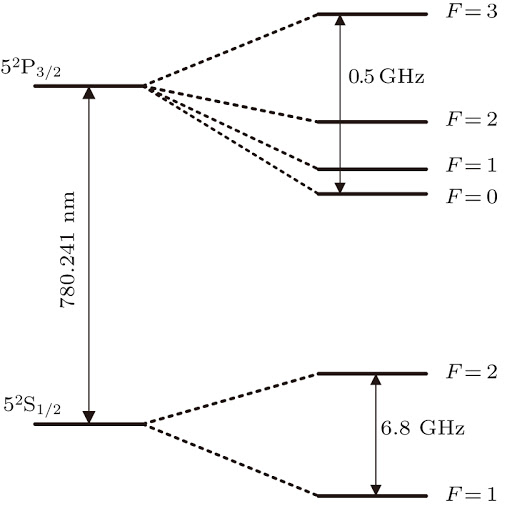 F=3
5²P₃/₂
0.5 GHz
F=2
F=1
F=0
780.241 nm
F=2
5²S₁/₂
6.8 GHz
F=1